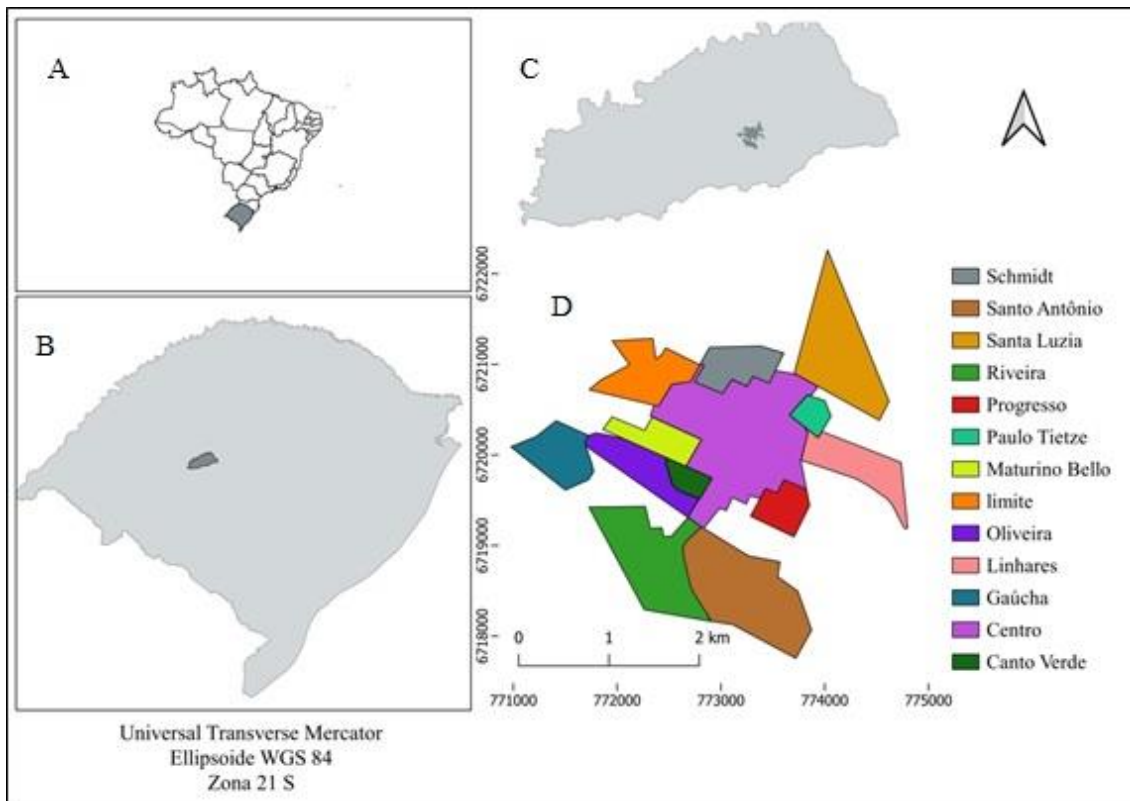 A
B
Universal Transverse Mercator
Ellipsoide WGS 84
Zona 21 S
C
D
6722000
6721000
6720000
6719000
6718000
0 1 2 km
771000 772000 773000 774000 775000
Schmidt
Santo Antônio
Santa Luzia
Riveira
Progresso
Paulo Tietze
Maturino Bello
limite
Oliveira
Linhares
Gaúcha
Centro
Canto Verde